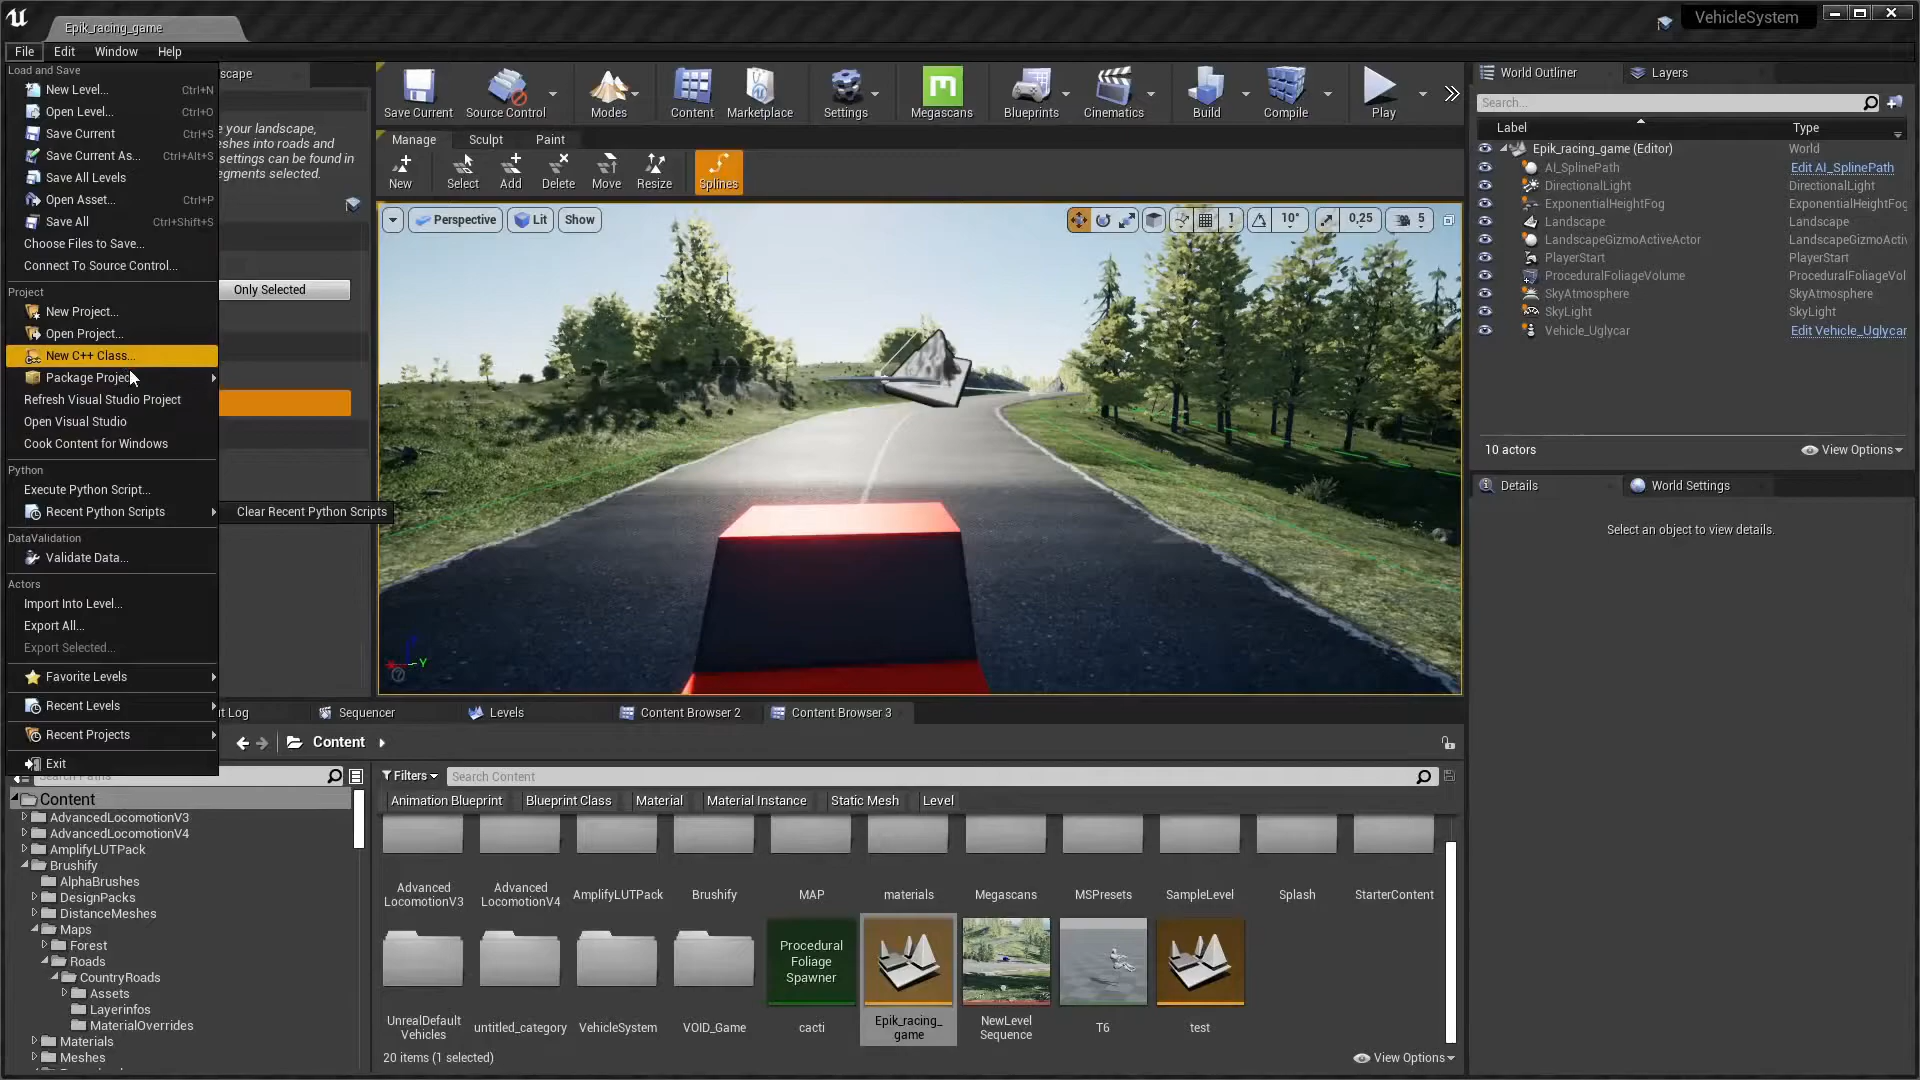 Epik_racing_game
VehicleSystem
File
Edit
Window
Help
Load and Save
New Level...
Ctrl+N
Open Level...
Ctrl+O
Save Current
Ctrl+S
Save Current As...
Ctrl+Alt+S
Save All Levels
Open Asset...
Ctrl+P
Save All
Ctrl+Shift+S
Choose Files to Save...
Connect To Source Control...
Project
New Project...
Open Project...
New C++ Class...
Package Projec
Refresh Visual Studio Project
Open Visual Studio
Cook Content for Windows
Python
Execute Python Script...
Recent Python Scripts
Clear Recent Python Scripts
DataValidation
Validate Data...
Actors
Import Into Level...
Export All...
Export Selected...
Favorite Levels
Recent Levels
Recent Projects
Exit
scape
e your landscape,
eshes into roads and
settings can be found in
egments selected.
Only Selected
Save Current
Source Control
Modes
Content
Marketplace
Settings
Megascans
Blueprints
Cinematics
Build
Compile
Play
Manage
Sculpt
Paint
New
Select
Add
Delete
Move
Resize
Splines
Perspective
Lit
Show
1
10°
0,25
5
Y
World Outliner
Layers
Search...
Label
Type
Epik_racing_game (Editor)
World
AI_SplinePath
Edit AI_SplinePath
DirectionalLight
DirectionalLight
ExponentialHeightFog
ExponentialHeightFog
Landscape
Landscape
LandscapeGizmoActiveActor
LandscapeGizmoActiv
PlayerStart
PlayerStart
ProceduralFoliageVolume
ProceduralFoliageVol
SkyAtmosphere
SkyAtmosphere
SkyLight
SkyLight
Vehicle_Uglycar
Edit Vehicle_Uglycar
10 actors
View Options
Details
World Settings
Select an object to view details.
ut Log
Sequencer
Levels
Content Browser 2
Content Browser 3
Content
Filters
Search Content
Search Paths
Animation Blueprint
Blueprint Class
Material
Material Instance
Static Mesh
Level
Content
AdvancedLocomotionV3
AdvancedLocomotionV4
AmplifyLUTPack
Brushify
AlphaBrushes
DesignPacks
DistanceMeshes
Maps
Forest
Roads
CountryRoads
Assets
Layerinfos
MaterialOverrides
Materials
Meshes
Advanced
LocomotionV3
Advanced
LocomotionV4
AmplifyLUTPack
Brushify
MAP
materials
Megascans
MSPresets
SampleLevel
Splash
StarterContent
Procedural
Foliage
Spawner
UnrealDefault
Vehicles
untitled_category
VehicleSystem
VOID_Game
cacti
Epik_racing_
game
NewLevel
Sequence
T6
test
20 items (1 selected)
View Options